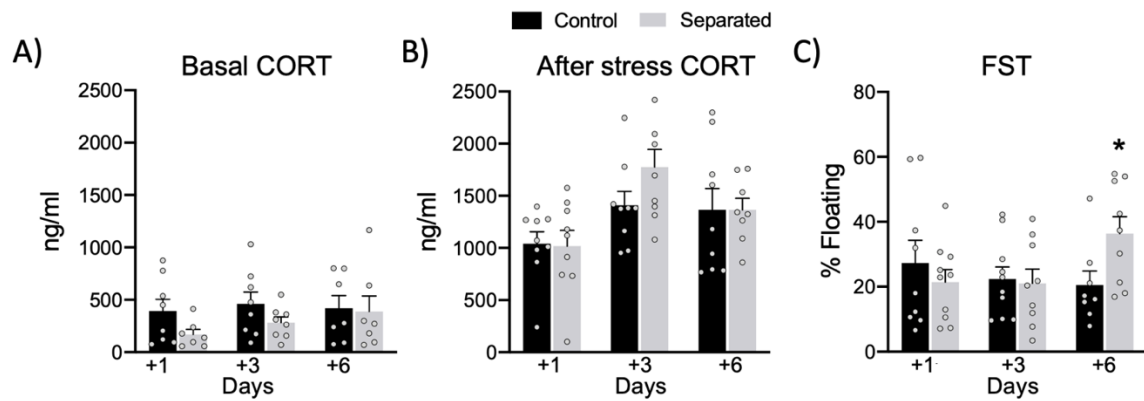 Control Separated
A) Basal CORT
ng/ml
2500
2000
1500
1000
500
0
+1 +3 +6
Days
B) After stress CORT
ng/ml
2500
2000
1500
1000
500
0
+1 +3 +6
Days
C) FST
% Floating
80
60
40
20
0
*
+1 +3 +6
Days